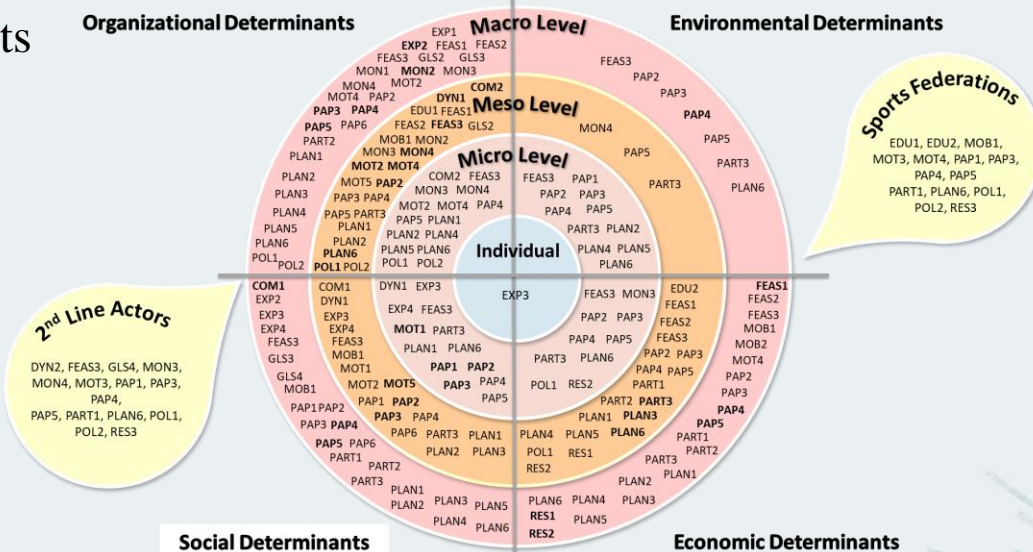 ts
Organizational Determinants
Environmental Determinants
Macro Level
EXP1
EXP2 FEAS1 FEAS2
FEAS3 GLS2 GLS3
MON1 MON2 MON3
MON4 MOT2
MOT4 PAP2
PAP3 PAP4
PAP5 PAP6
PART2
PLAN1
PLAN2
PLAN3
PLAN4
PLAN5
PLAN6
POL1
POL2
FEAS3
PAP2
PAP3
PAP4
PAP5
PART3
PLAN6
Meso Level
COM2
DYN1
EDU1 FEAS1
FEAS2 FEAS3 GLS2
MOB1 MON2
MON3 MON4
MOT2 MOT4
MOT5 PAP2
PAP3 PAP4
PAP5 PART3
PLAN1
PLAN2
PLAN6
POL1 POL2
MON4
PAP5
PART3
Micro Level
COM2 FEAS3
MON3 MON4
MOT2 MOT4 PAP4
PAP5 PLAN1
PLAN2 PLAN4
PLAN5 PLAN6
POL1 POL2
FEAS3 PAP1
PAP2 PAP3
PAP4 PAP5
PART3 PLAN2
PLAN4 PLAN5
PLAN6
Individual
EXP3
Sports Federations
EDU1, EDU2, MOB1,
MOT3, MOT4, PAP1, PAP3,
PAP4, PAP5
PART1, PLAN6, POL1,
POL2, RES3
2nd Line Actors
DYN2, FEAS3, GLS4, MON3,
MON4, MOT3, PAP1, PAP3,
PAP4,
PAP5, PART1, PLAN6, POL1,
POL2, RES3
COM1
EXP2
EXP3
EXP4
FEAS3
GLS3
GLS4
MOB1
PAP1 PAP2
PAP3 PAP4
PAP5 PAP6
PART1
PART2
PART3
PLAN1
PLAN2 PLAN3 PLAN5
PLAN4 PLAN6
COM1
DYN1
EXP3
EXP4
FEAS3
MOB1
MOT1
MOT2 MOT5
PAP1 PAP2
PAP3 PAP4
PAP6 PART3 PLAN1
PLAN2 PLAN3
DYN1 EXP3
EXP4 FEAS3
MOT1 PART3
PLAN1 PLAN6
PAP1 PAP2
PAP3 PAP4
PAP5
FEAS3 MON3
PAP2 PAP3
PAP4 PAP5
PART3 PLAN6
POL1 RES2
EDU2
FEAS1
FEAS2
FEAS3
PAP2 PAP3
PAP4 PAP5
PART1
PART2 PART3
PLAN1 PLAN3
PLAN6
PLAN4 PLAN5
POL1 RES1
RES2
FEAS1
FEAS2
FEAS3
MOB1
MOB2
MOT4
PAP2
PAP3
PAP4
PAP5
PART1
PART2
PART3
PLAN1
PLAN2
PLAN3
PLAN6 PLAN4
RES1 PLAN5
RES2
Social Determinants
Economic Determinants